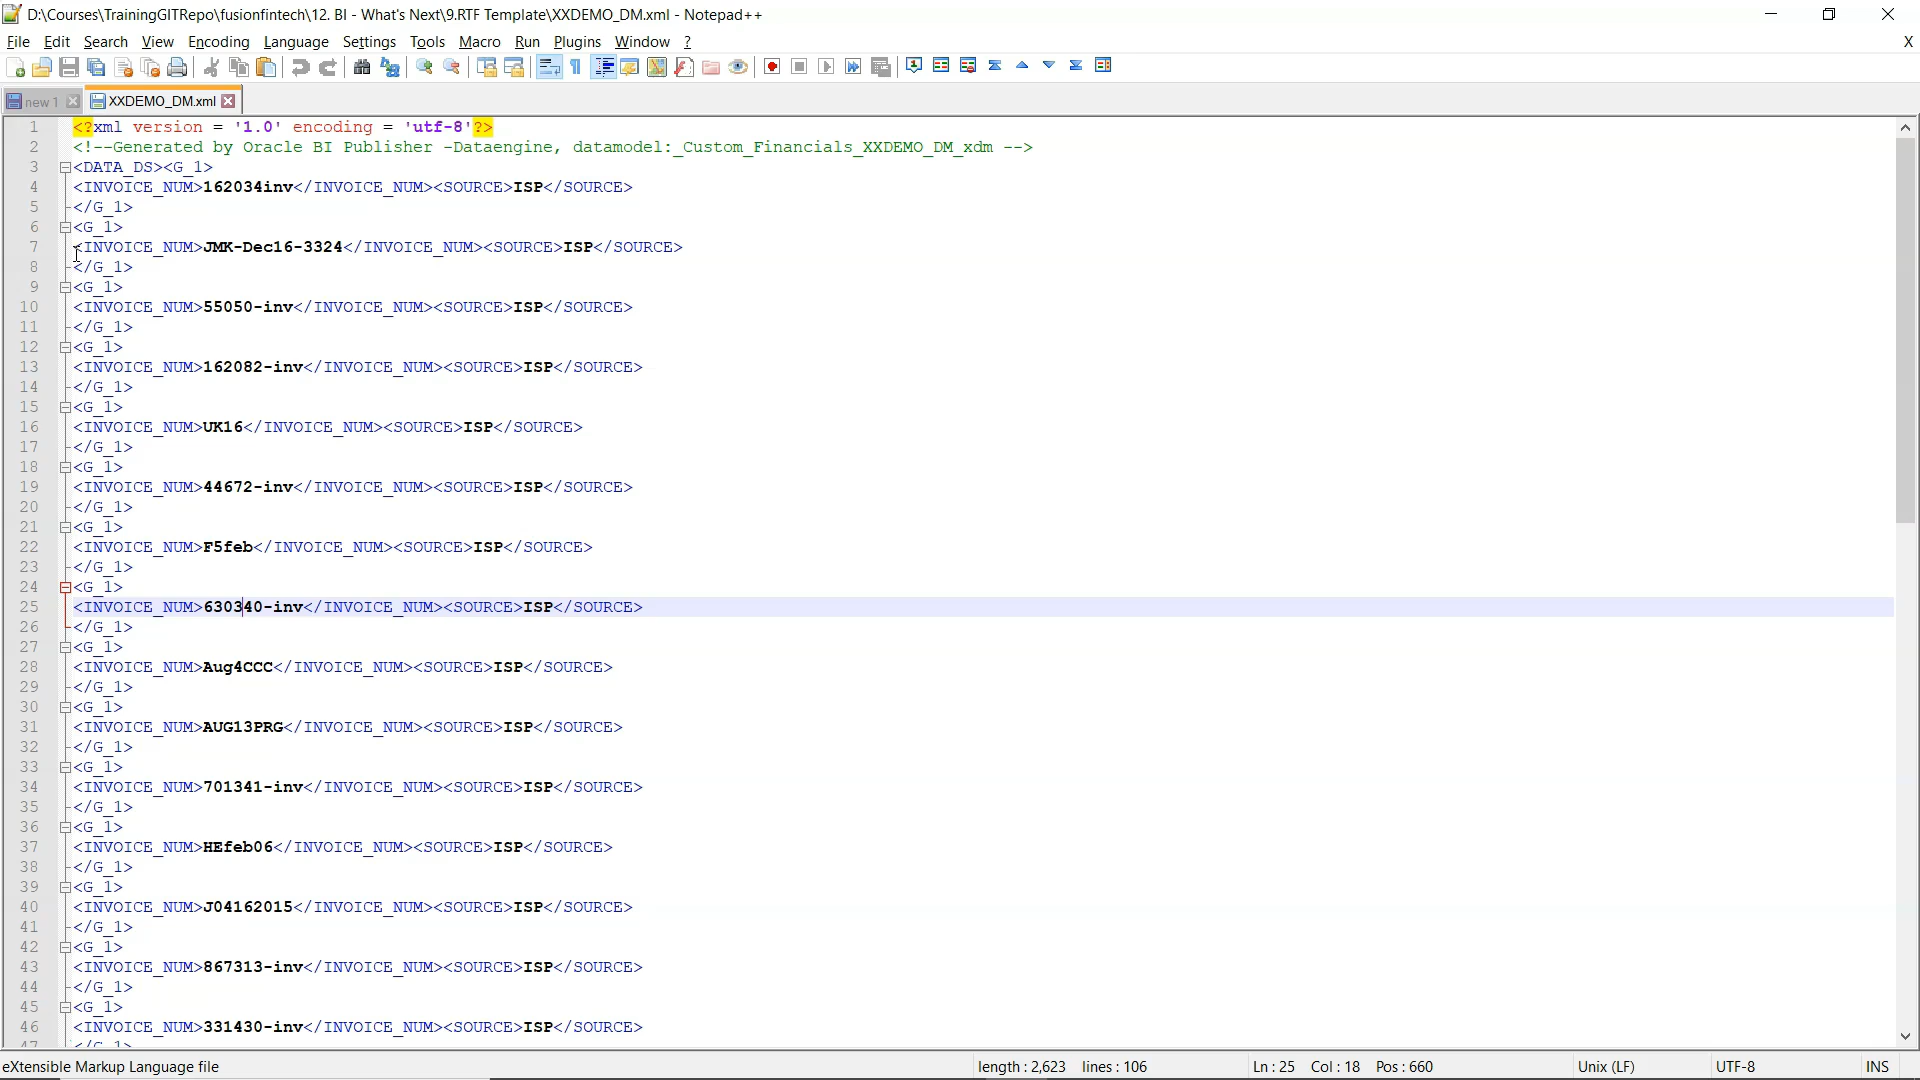 D:\Courses\TrainingGITRepo\fusionfintech\12. BI - What's Next\9.RTF Template\XXDEMO_DM.xml - Notepad++
File Edit Search View Encoding Language Settings Tools Macro Run Plugins Window ? X
new 1 XXDEMO_DM.xml
1 <?xml version = '1.0' encoding = 'utf-8'?>
2 <!--Generated by Oracle BI Publisher -Dataengine, datamodel:_Custom_Financials_XXDEMO_DM_xdm -->
3 <DATA_DS><G_1>
4 <INVOICE_NUM>162034inv</INVOICE_NUM><SOURCE>ISP</SOURCE>
5 </G_1>
6 <G_1>
7 <INVOICE_NUM>JMK-Dec16-3324</INVOICE_NUM><SOURCE>ISP</SOURCE>
8 </G_1>
9 <G_1>
10 <INVOICE_NUM>55050-inv</INVOICE_NUM><SOURCE>ISP</SOURCE>
11 </G_1>
12 <G_1>
13 <INVOICE_NUM>162082-inv</INVOICE_NUM><SOURCE>ISP</SOURCE>
14 </G_1>
15 <G_1>
16 <INVOICE_NUM>UK16</INVOICE_NUM><SOURCE>ISP</SOURCE>
17 </G_1>
18 <G_1>
19 <INVOICE_NUM>44672-inv</INVOICE_NUM><SOURCE>ISP</SOURCE>
20 </G_1>
21 <G_1>
22 <INVOICE_NUM>F5feb</INVOICE_NUM><SOURCE>ISP</SOURCE>
23 </G_1>
24 <G_1>
25 <INVOICE_NUM>630340-inv</INVOICE_NUM><SOURCE>ISP</SOURCE>
26 </G_1>
27 <G_1>
28 <INVOICE_NUM>Aug4CCC</INVOICE_NUM><SOURCE>ISP</SOURCE>
29 </G_1>
30 <G_1>
31 <INVOICE_NUM>AUG13PRG</INVOICE_NUM><SOURCE>ISP</SOURCE>
32 </G_1>
33 <G_1>
34 <INVOICE_NUM>701341-inv</INVOICE_NUM><SOURCE>ISP</SOURCE>
35 </G_1>
36 <G_1>
37 <INVOICE_NUM>HEfeb06</INVOICE_NUM><SOURCE>ISP</SOURCE>
38 </G_1>
39 <G_1>
40 <INVOICE_NUM>J04162015</INVOICE_NUM><SOURCE>ISP</SOURCE>
41 </G_1>
42 <G_1>
43 <INVOICE_NUM>867313-inv</INVOICE_NUM><SOURCE>ISP</SOURCE>
44 </G_1>
45 <G_1>
46 <INVOICE_NUM>331430-inv</INVOICE_NUM><SOURCE>ISP</SOURCE>
47 </G_1>
eXtensible Markup Language file length : 2,623 lines : 106 Ln : 25 Col : 18 Pos : 660 Unix (LF) UTF-8 INS